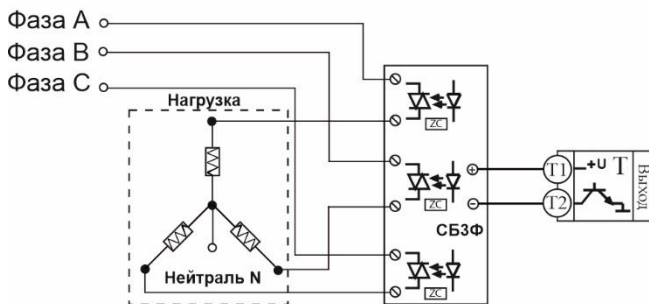 Фаза А
Фаза В
Фаза С
Нагрузка
Нейтраль N
ZC
ZC
ZC
+
−
СБ3Ф
T1
T2
+U
T
Выход